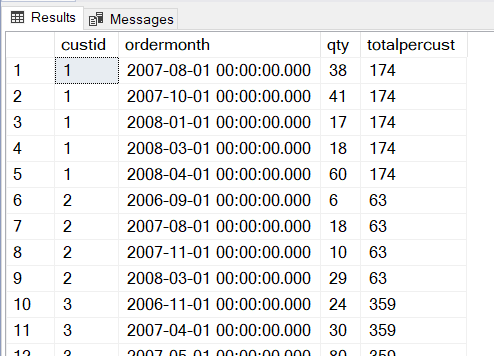 Results Messages
custid ordermonth qty totalpercust
1 1 2007-08-01 00:00:00.000 38 174
2 1 2007-10-01 00:00:00.000 41 174
3 1 2008-01-01 00:00:00.000 17 174
4 1 2008-03-01 00:00:00.000 18 174
5 1 2008-04-01 00:00:00.000 60 174
6 2 2006-09-01 00:00:00.000 6 63
7 2 2007-08-01 00:00:00.000 18 63
8 2 2007-11-01 00:00:00.000 10 63
9 2 2008-03-01 00:00:00.000 29 63
10 3 2006-11-01 00:00:00.000 24 359
11 3 2007-04-01 00:00:00.000 30 359
12 3 2007-05-01 00:00:00.000 80 359